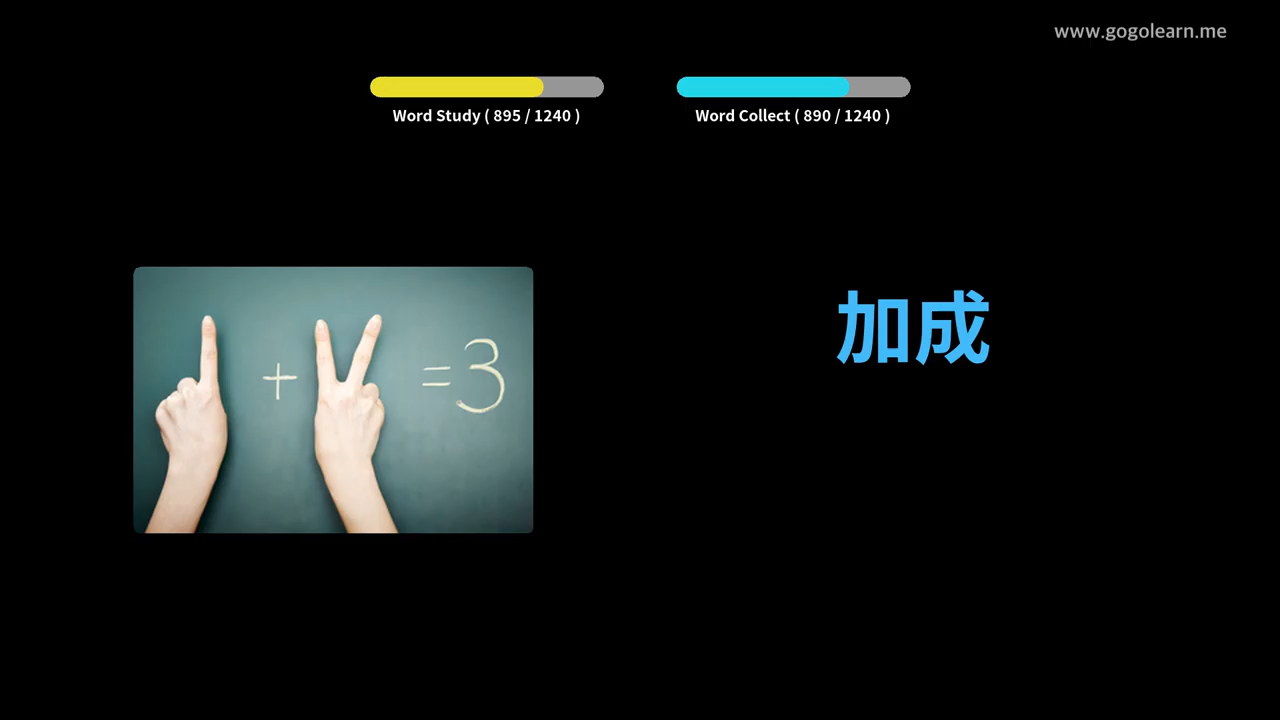 www.gogolearn.me
Word Study ( 895 / 1240 )
Word Collect ( 890 / 1240 )
+ =3
加成